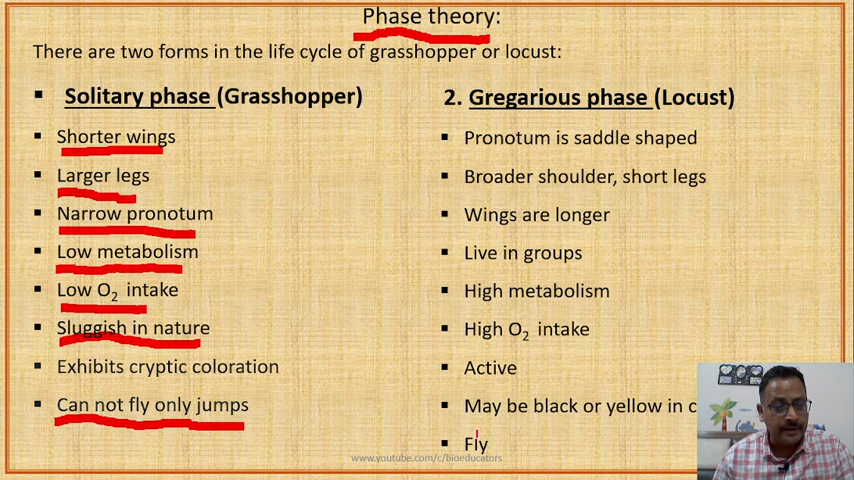 Phase theory:
There are two forms in the life cycle of grasshopper or locust:
Solitary phase (Grasshopper)
Shorter wings
Larger legs
Narrow pronotum
Low metabolism
Low O2 intake
Sluggish in nature
Exhibits cryptic coloration
Can not fly only jumps
2. Gregarious phase (Locust)
Pronotum is saddle shaped
Broader shoulder, short legs
Wings are longer
Live in groups
High metabolism
High O2 intake
Active
May be black or yellow in c
Fly
www.youtube.com/c/bioeducators